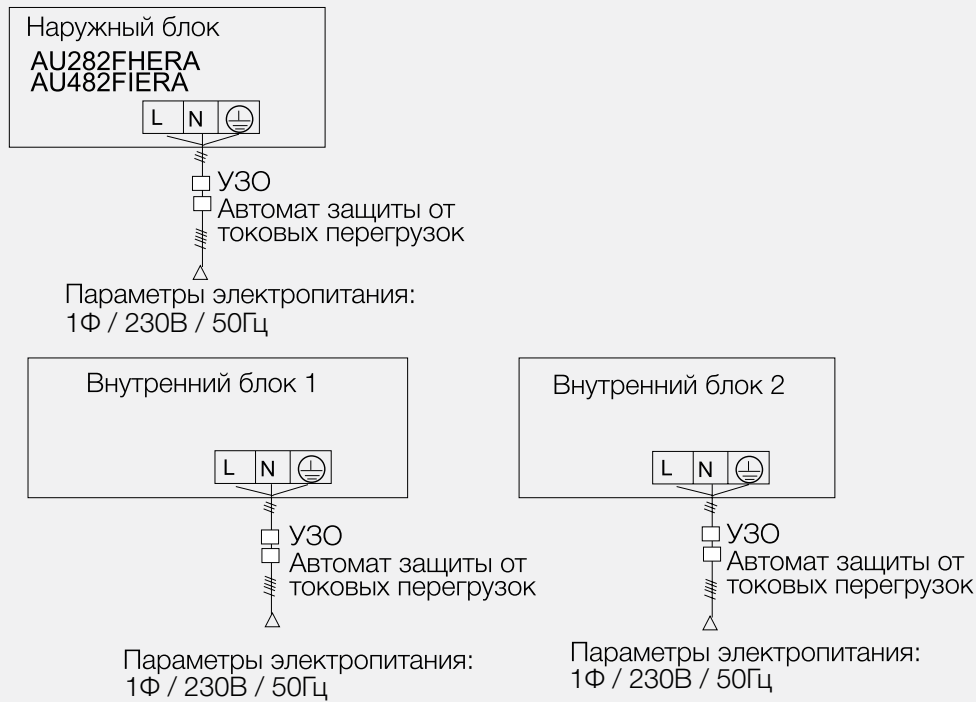 Наружный блок
AU282FHERA
AU482FIERA
L N
УЗО
Автомат защиты от
токовых перегрузок
Параметры электропитания:
1Ф / 230В / 50Гц
Внутренний блок 1
L N
УЗО
Автомат защиты от
токовых перегрузок
Параметры электропитания:
1Ф / 230В / 50Гц
Внутренний блок 2
L N
УЗО
Автомат защиты от
токовых перегрузок
Параметры электропитания:
1Ф / 230В / 50Гц